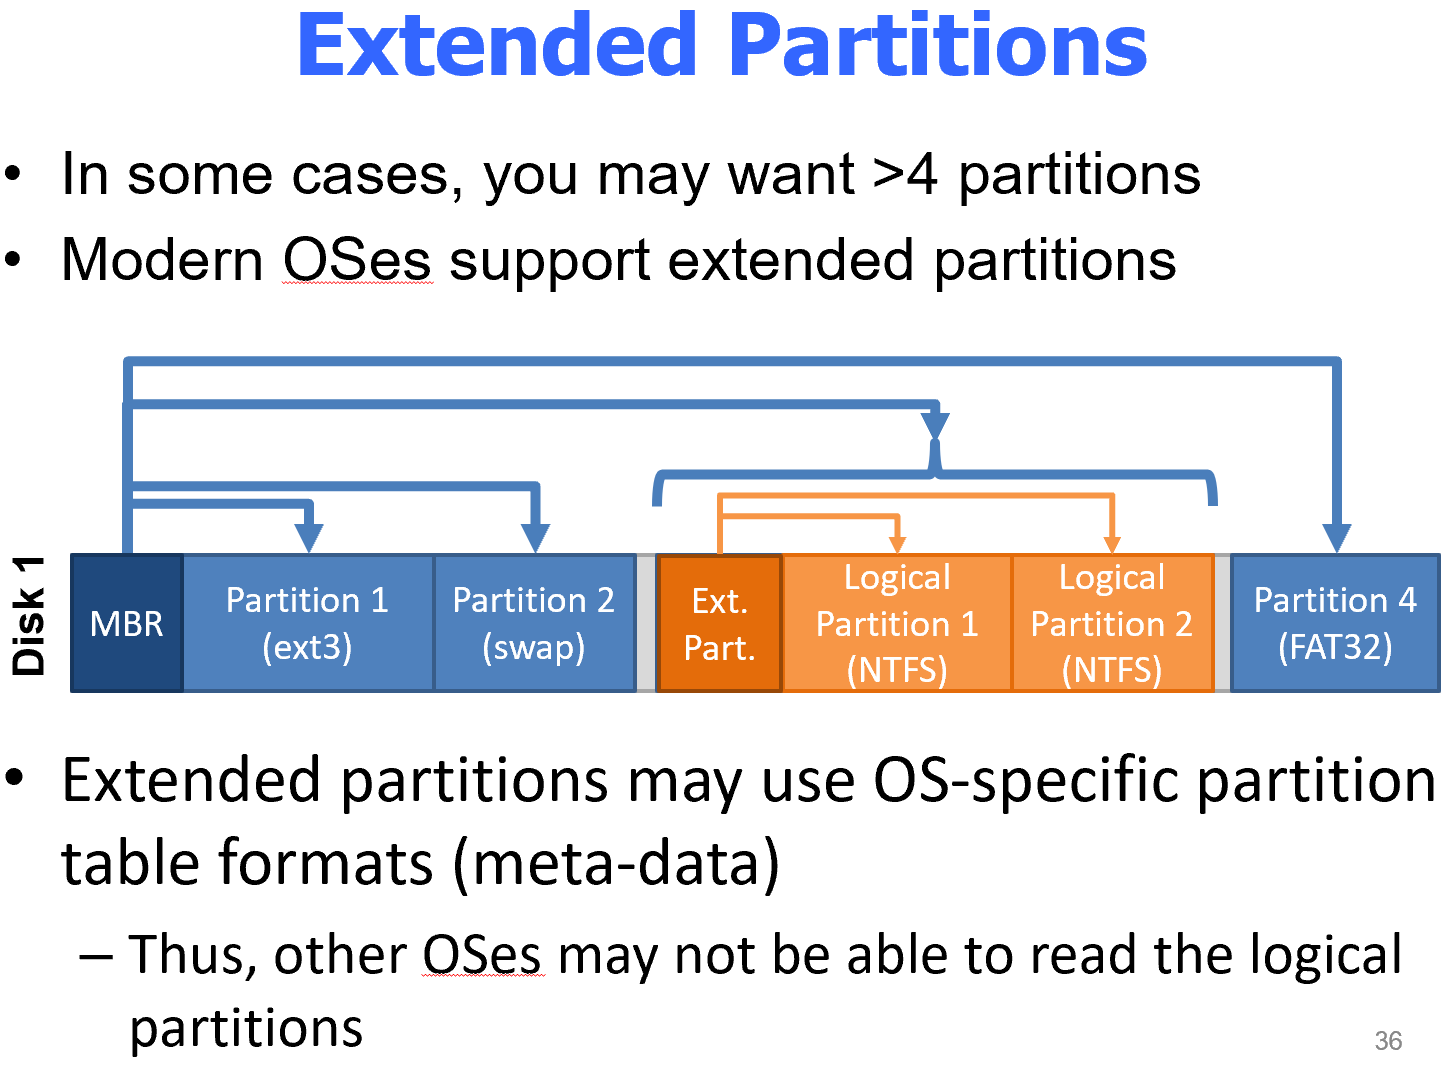 Extended Partitions
• In some cases, you may want >4 partitions
• Modern OSes support extended partitions
Disk 1
MBR
Partition 1
(ext3)
Partition 2
(swap)
Ext.
Part.
Logical
Partition 1
(NTFS)
Logical
Partition 2
(NTFS)
Partition 4
(FAT32)
• Extended partitions may use OS-specific partition
table formats (meta-data)
– Thus, other OSes may not be able to read the logical
partitions
36